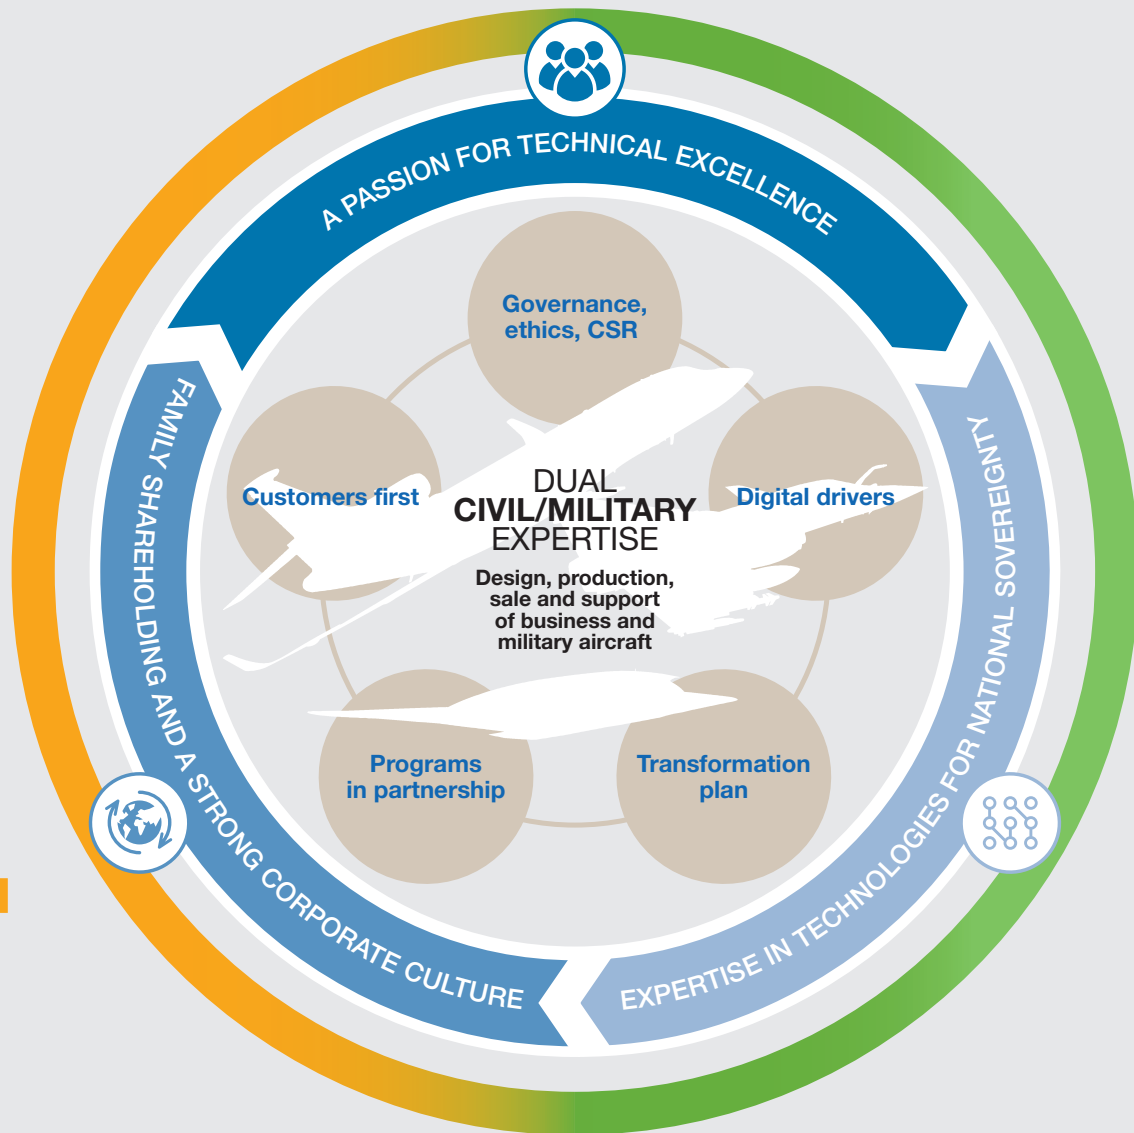 A PASSION FOR TECHNICAL EXCELLENCE
Governance,
ethics, CSR
Customers first
Digital drivers
DUAL
CIVIL/MILITARY
EXPERTISE
Design, production,
sale and support
of business and
military aircraft
Programs
in partnership
Transformation
plan
FAMILY SHAREHOLDING AND A STRONG CORPORATE CULTURE
EXPERTISE IN TECHNOLOGIES FOR NATIONAL SOVEREIGNTY